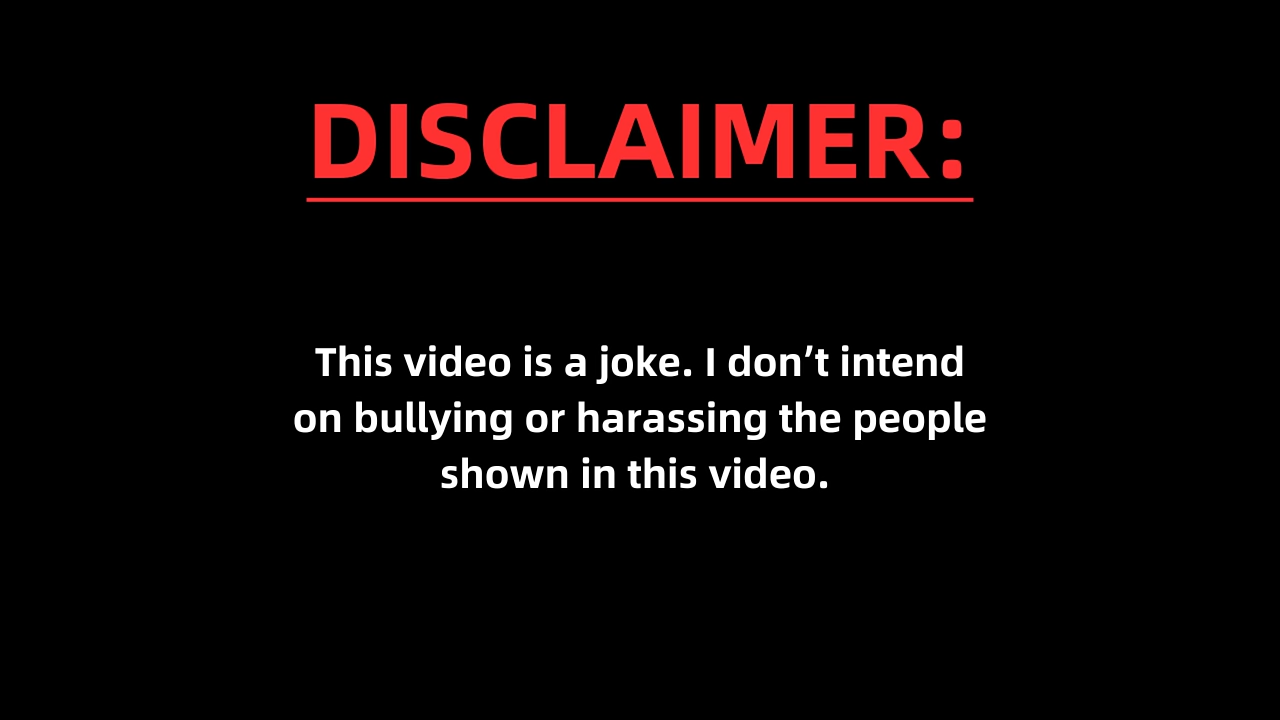 DISCLAIMER:
This video is a joke. I don’t intend
on bullying or harassing the people
shown in this video.